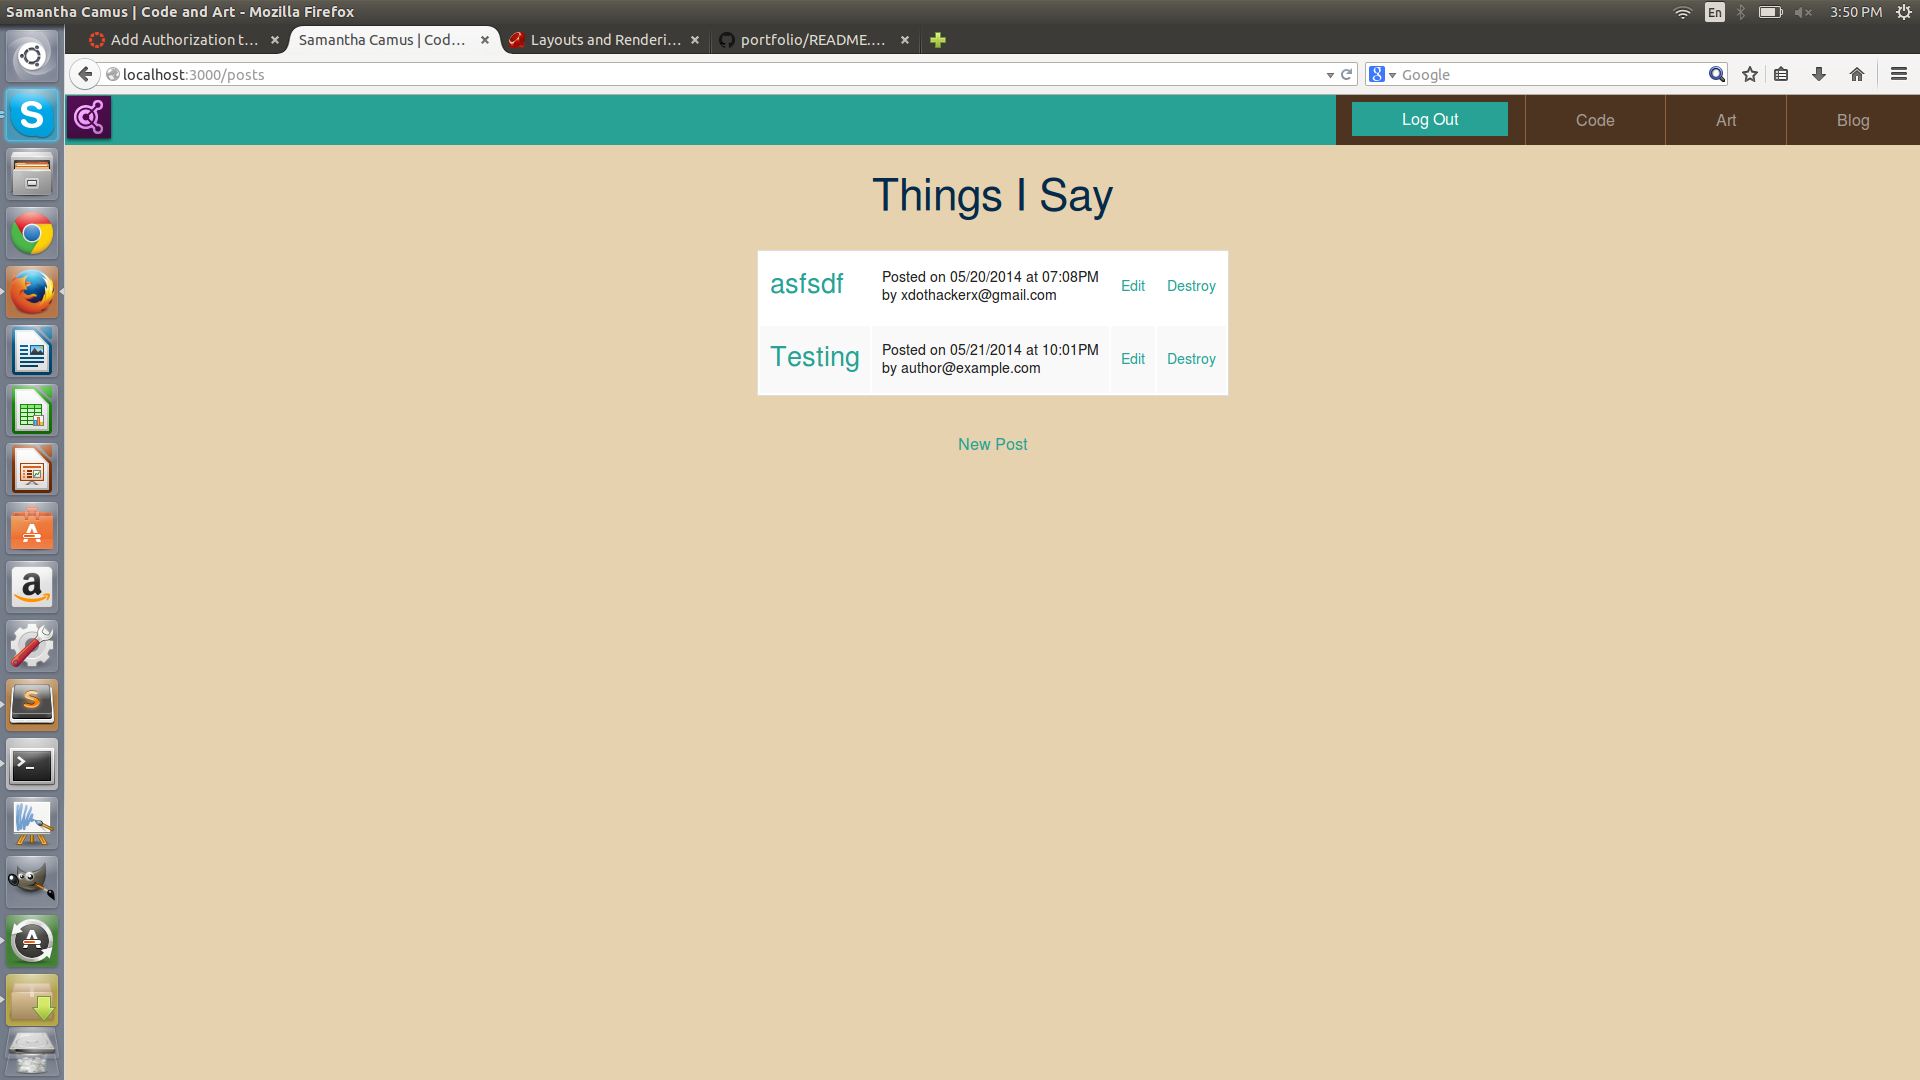 Samantha Camus | Code and Art - Mozilla Firefox
En
3:50 PM
Add Authorization t...
Samantha Camus | Cod...
Layouts and Renderi...
portfolio/README....
localhost:3000/posts
Google
Log Out
Code
Art
Blog
Things I Say
asfsdf
Posted on 05/20/2014 at 07:08PM
by xdothackerx@gmail.com
Edit
Destroy
Testing
Posted on 05/21/2014 at 10:01PM
by author@example.com
Edit
Destroy
New Post